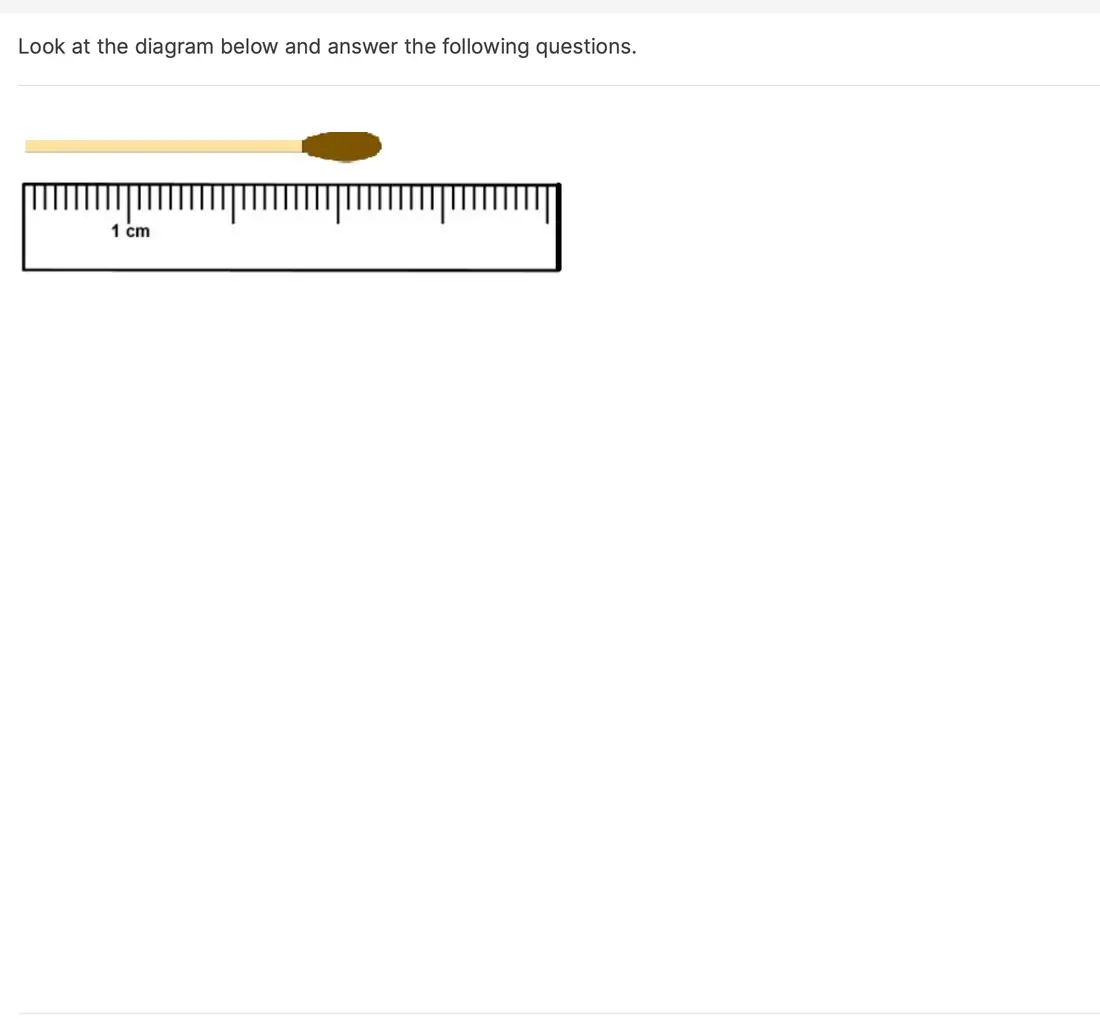 Look at the diagram below and answer the following questions.
1 cm